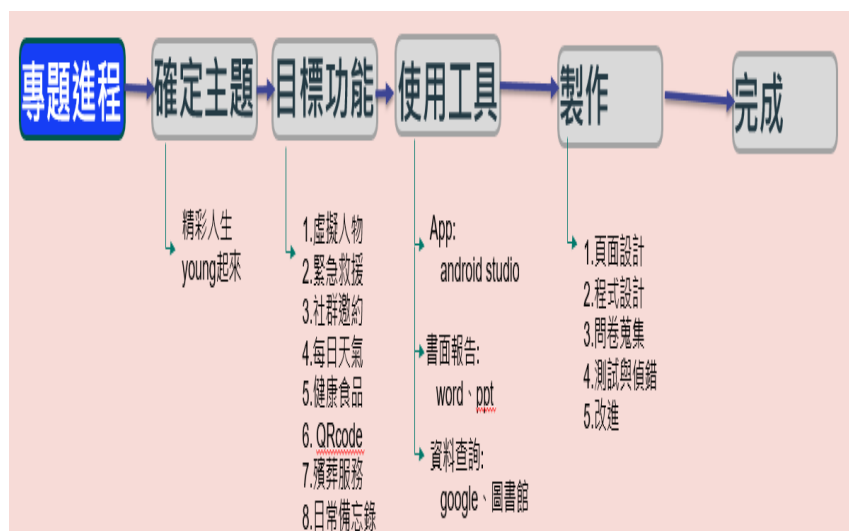 專題進程
確定主題
目標功能
使用工具
製作
完成
精彩人生
young起來
1.虛擬人物
2.緊急救援
3.社群邀約
4.每日天氣
5.健康食品
6. QRcode
7.殯葬服務
8.日常備忘錄
App:
android studio
書面報告:
word、ppt
資料查詢:
google、圖書館
1.頁面設計
2.程式設計
3.問卷蒐集
4.測試與偵錯
5.改進